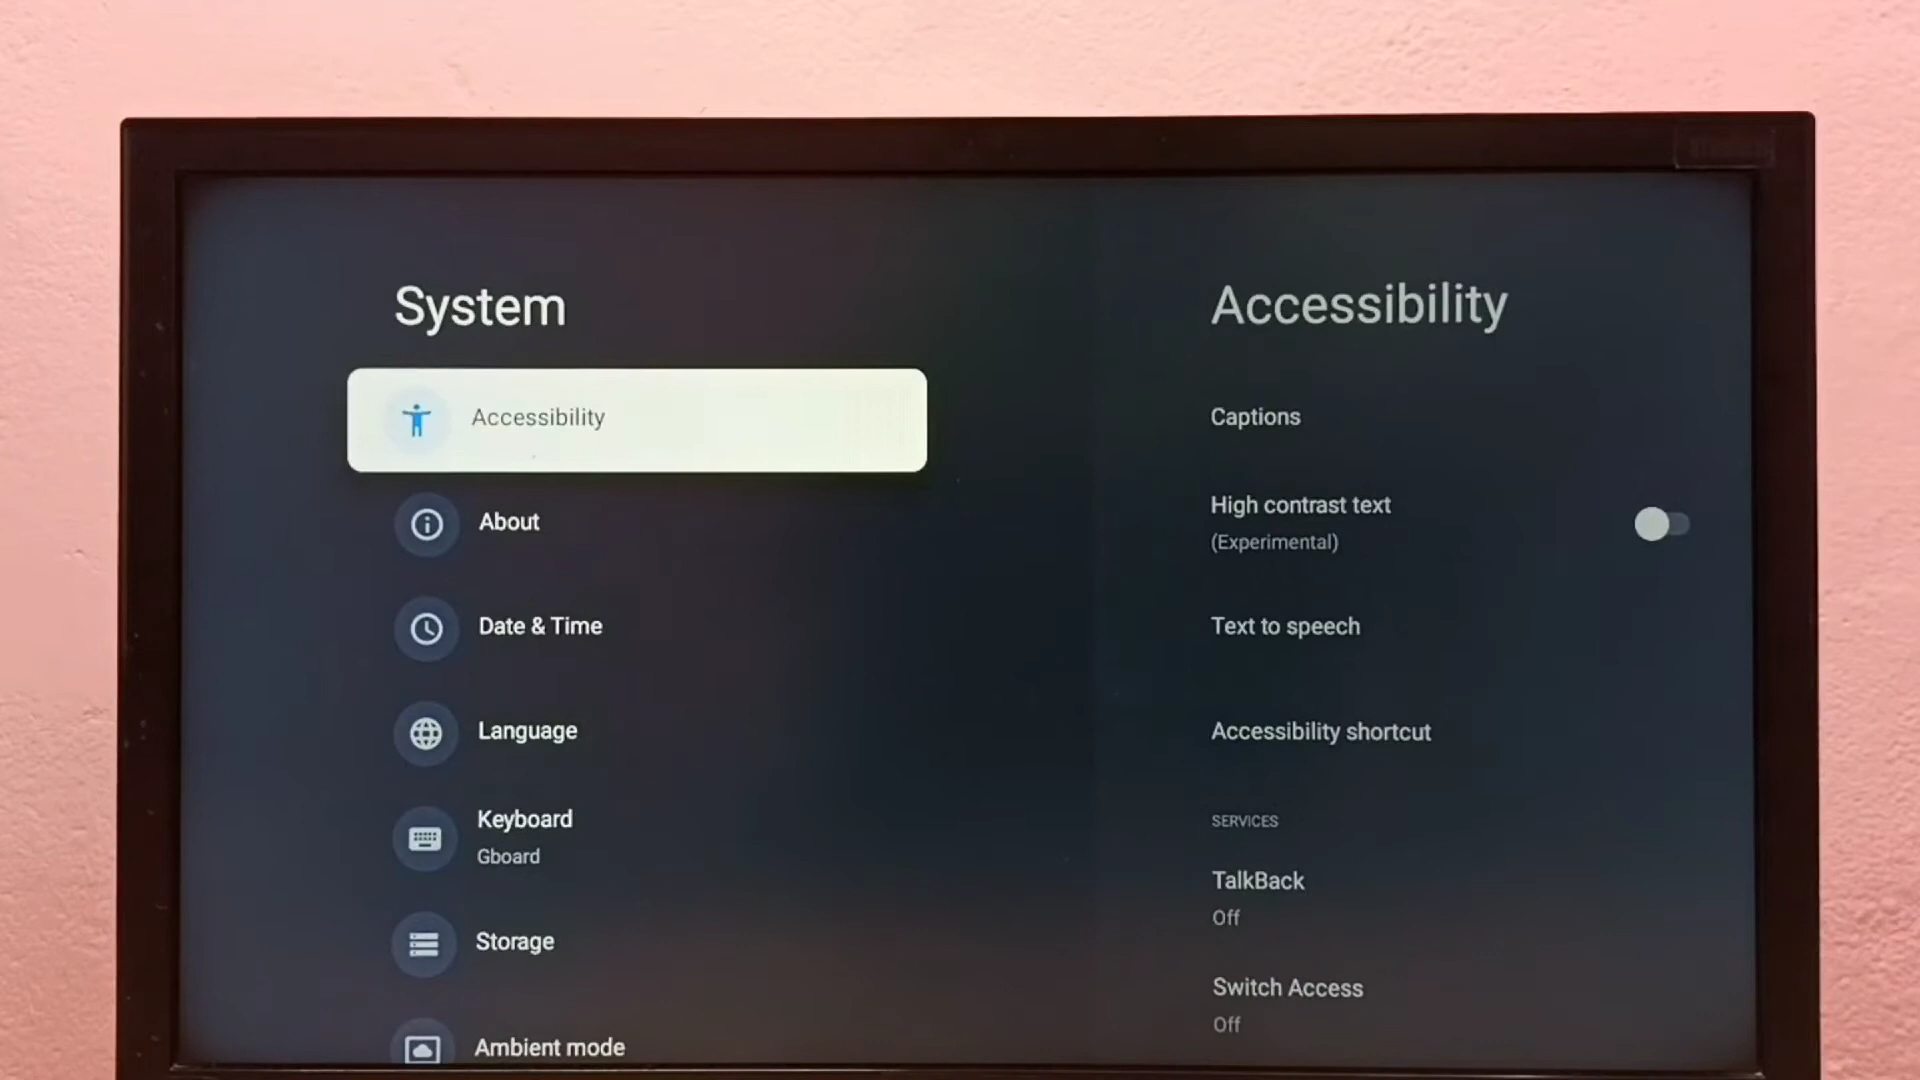 System
Accessibility
About
Date & Time
Language
Keyboard
Gboard
Storage
Ambient mode
Accessibility
Captions
High contrast text
(Experimental)
Text to speech
Accessibility shortcut
SERVICES
TalkBack
Off
Switch Access
Off